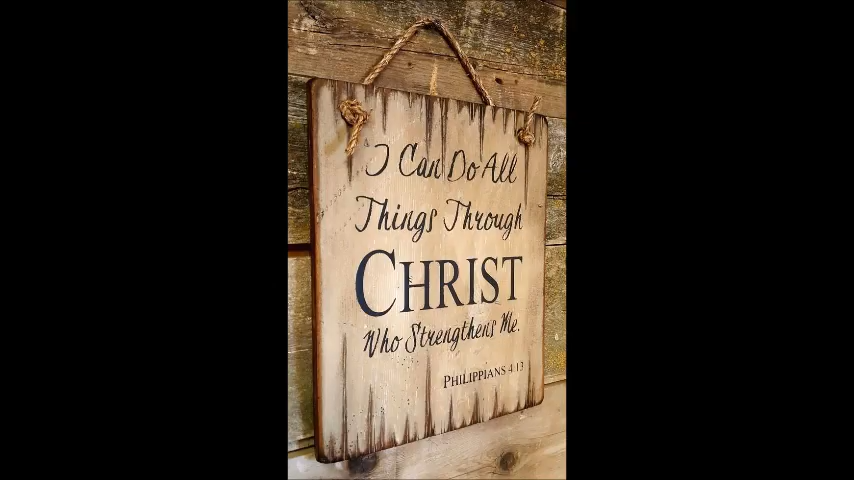 I Can Do All
Things Through
CHRIST
Who Strengthens Me.
PHILIPPIANS 4:13